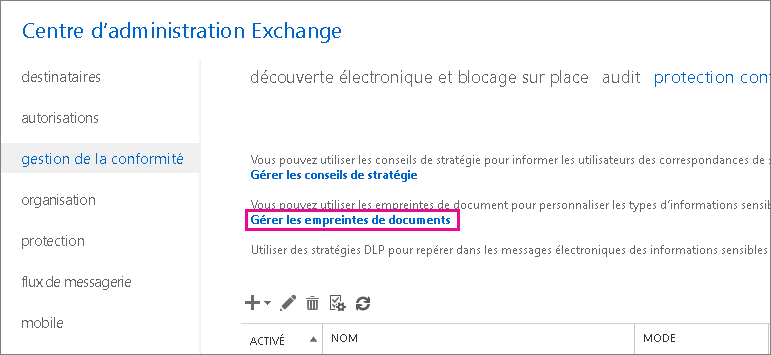 Centre d’administration Exchange
destinataires
autorisations
gestion de la conformité
organisation
protection
flux de messagerie
mobile
découverte électronique et blocage sur place audit protection con
Vous pouvez utiliser les conseils de stratégie pour informer les utilisateurs des correspondances de
Gérer les conseils de stratégie
Vous pouvez utiliser les empreintes de document pour personnaliser les types d’informations sensibl
Gérer les empreintes de documents
Utiliser des stratégies DLP pour repérer dans les messages électroniques des informations sensibles
ACTIVÉ NOM MODE